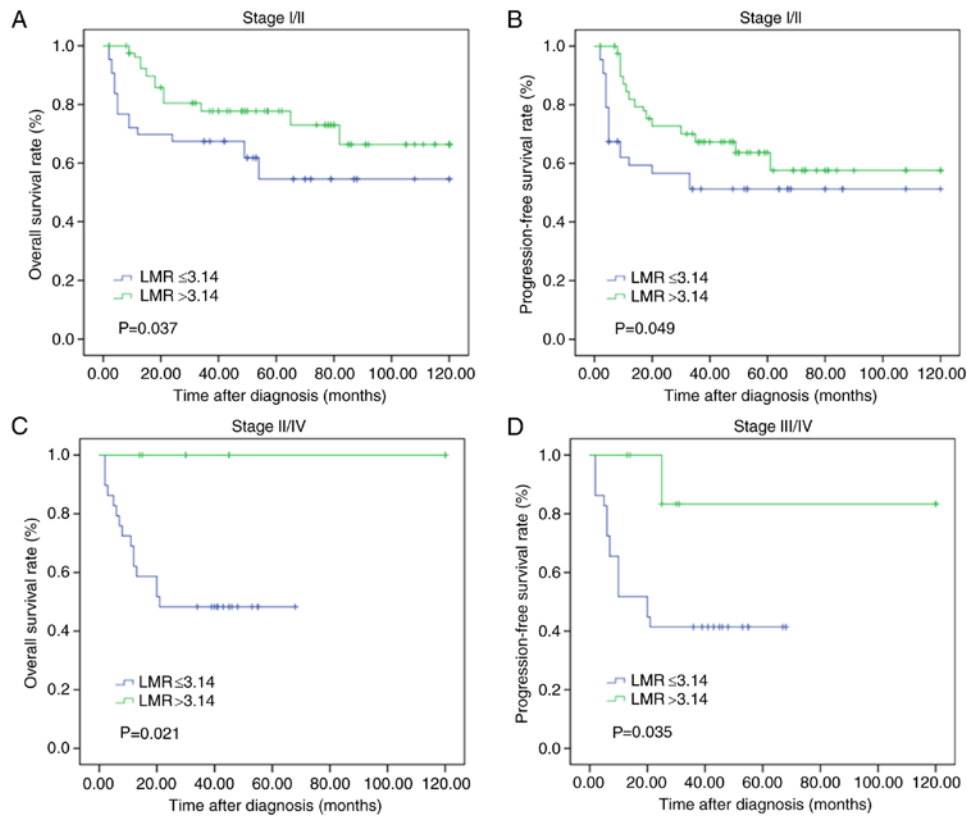 A
Stage I/II
Overall survival rate (%)
1.0
0.8
0.6
0.4
0.2
0.0
LMR ≤3.14
LMR >3.14
P=0.037
0.00 20.00 40.00 60.00 80.00 100.00 120.00
Time after diagnosis (months)
B
Stage I/II
Progression-free survival rate (%)
1.0
0.8
0.6
0.4
0.2
0.0
LMR ≤3.14
LMR >3.14
P=0.049
0.00 20.00 40.00 60.00 80.00 100.00 120.00
Time after diagnosis (months)
C
Stage II/IV
Overall survival rate (%)
1.0
0.8
0.6
0.4
0.2
0.0
LMR ≤3.14
LMR >3.14
P=0.021
0.00 20.00 40.00 60.00 80.00 100.00 120.00
Time after diagnosis (months)
D
Stage III/IV
Progression-free survival rate (%)
1.0
0.8
0.6
0.4
0.2
0.0
LMR ≤3.14
LMR >3.14
P=0.035
0.00 20.00 40.00 60.00 80.00 100.00 120.00
Time after diagnosis (months)